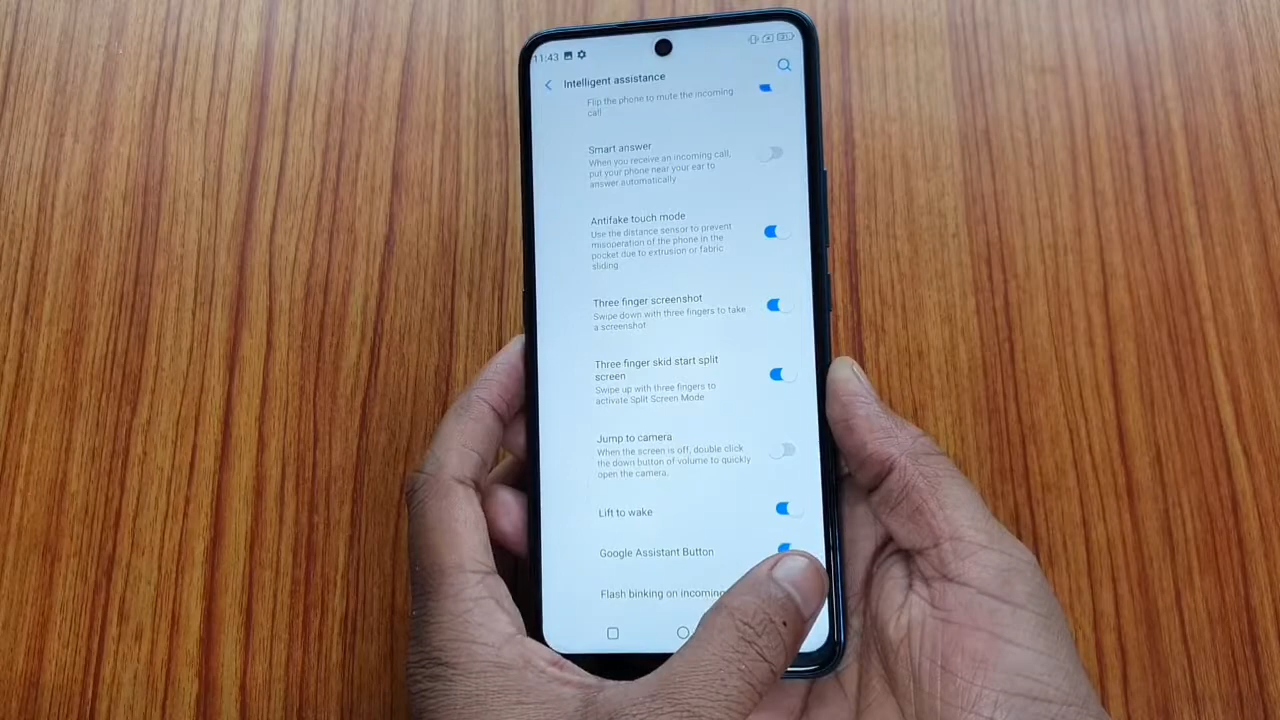 11:43
Intelligent assistance
Flip the phone to mute the incoming
call
Smart answer
When you receive an incoming call,
put your phone near your ear to
answer automatically
Antifake touch mode
Use the distance sensor to prevent
misoperation of the phone in the
pocket due to extrusion or fabric
sliding
Three finger screenshot
Swipe down with three fingers to take
a screenshot
Three finger skid start split
screen
Swipe up with three fingers to
activate Split Screen Mode
Jump to camera
When the screen is off, double click
the down button of volume to quickly
open the camera.
Lift to wake
Google Assistant Button
Flash binking on incoming